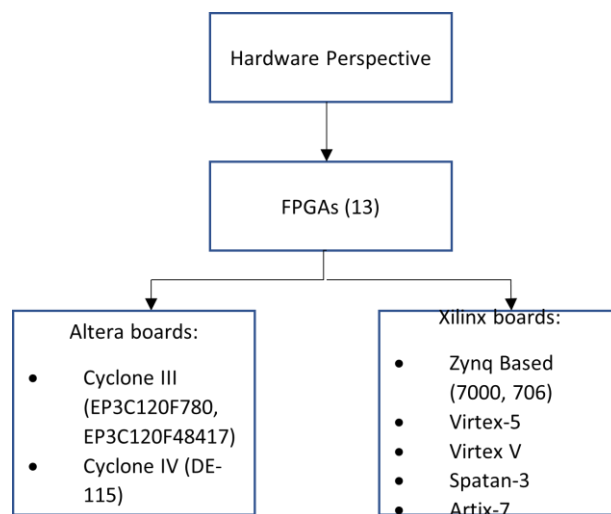 Hardware Perspective
FPGAs (13)
Altera boards:
• Cyclone III
(EP3C120F780,
EP3C120F48417)
• Cyclone IV (DE-
115)
Xilinx boards:
• Zynq Based
(7000, 706)
• Virtex-5
• Virtex V
• Spatan-3
• Artix-7